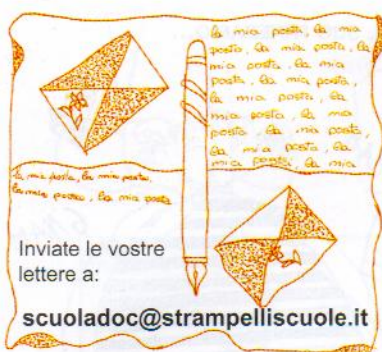 la mia posta, la mia
posta, la mia posta, la
mia posta, la mia
posta, la mia posta,
la mia posta, la
mia posta, la mia
posta, la mia posta,
la mia posta, la
mia posta, la mia
la mia posta, la mia posta,
la mia posta, la mia posta
Inviate le vostre
lettere a:
scuoladoc@strampelliscuole.it